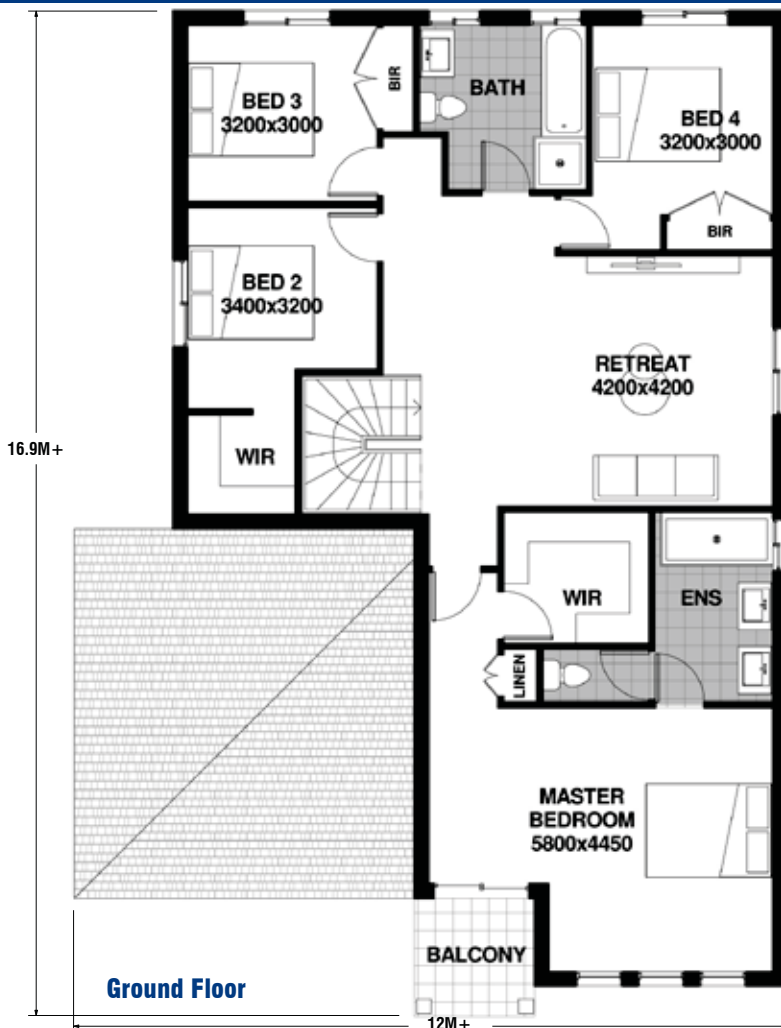 BED 3
3200x3000
BIR
BATH
BED 4
3200x3000
BIR
BED 2
3400x3200
RETREAT
4200x4200
16.9M+
WIR
WIR
ENS
LINEN
MASTER
BEDROOM
5800x4450
BALCONY
Ground Floor
12M+